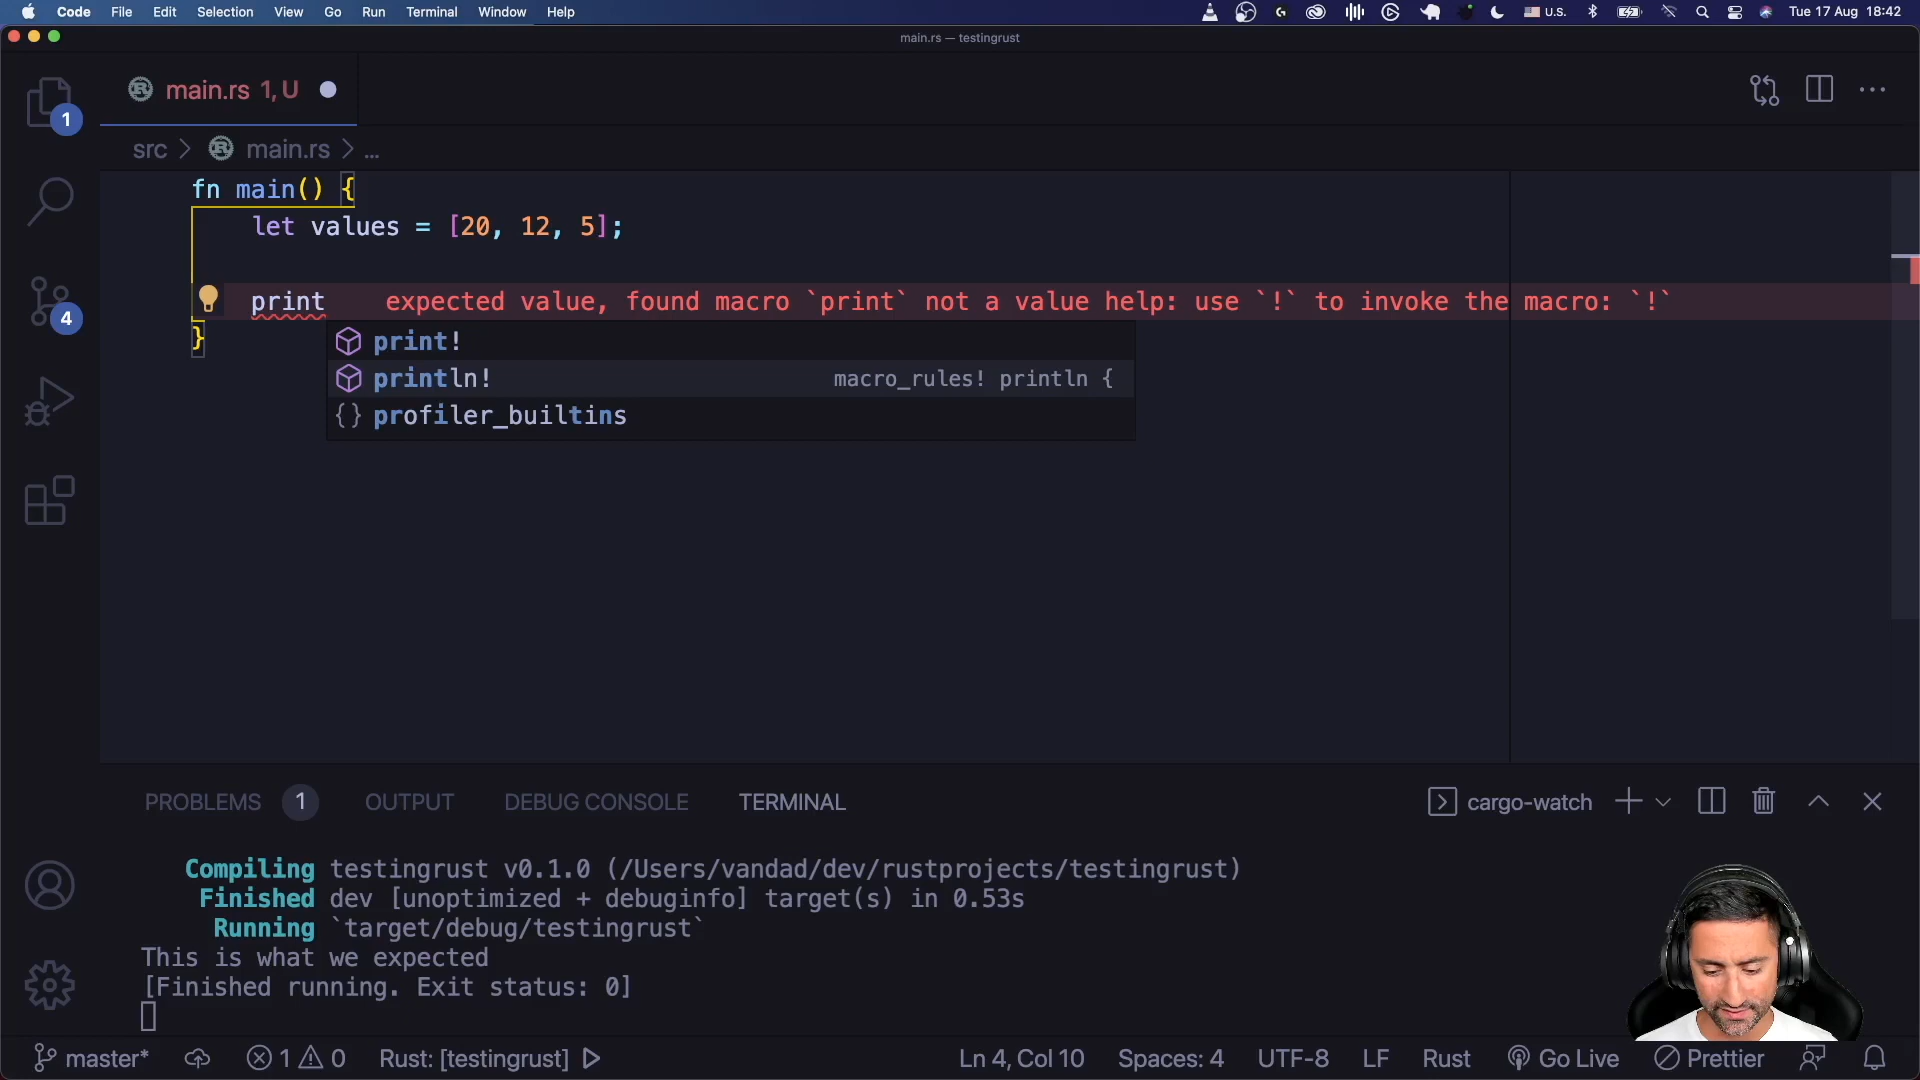 Code File Edit Selection View Go Run Terminal Window Help U.S. Tue 17 Aug 18:42
main.rs — testingrust
main.rs 1, U
1
src > main.rs > ...
fn main() {
let values = [20, 12, 5];
print expected value, found macro `print` not a value help: use `!` to invoke the macro: `!`
}
print!
println! macro_rules! println {
{} profiler_builtins
4
PROBLEMS 1 OUTPUT DEBUG CONSOLE TERMINAL cargo-watch
Compiling testingrust v0.1.0 (/Users/vandad/dev/rustprojects/testingrust)
Finished dev [unoptimized + debuginfo] target(s) in 0.53s
Running `target/debug/testingrust`
This is what we expected
[Finished running. Exit status: 0]
master* 1 0 Rust: [testingrust] Ln 4, Col 10 Spaces: 4 UTF-8 LF Rust Go Live Prettier